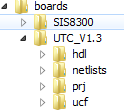 boards
SIS8300
UTC_V1.3
hdl
netlists
prj
ucf